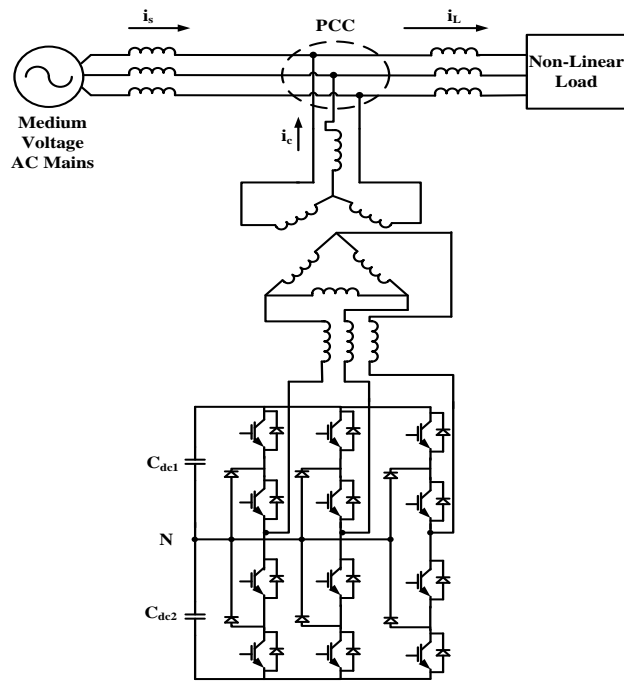 i_s
PCC
i_L
Non-Linear
Load
Medium
Voltage
AC Mains
i_c
C_dc1
N
C_dc2